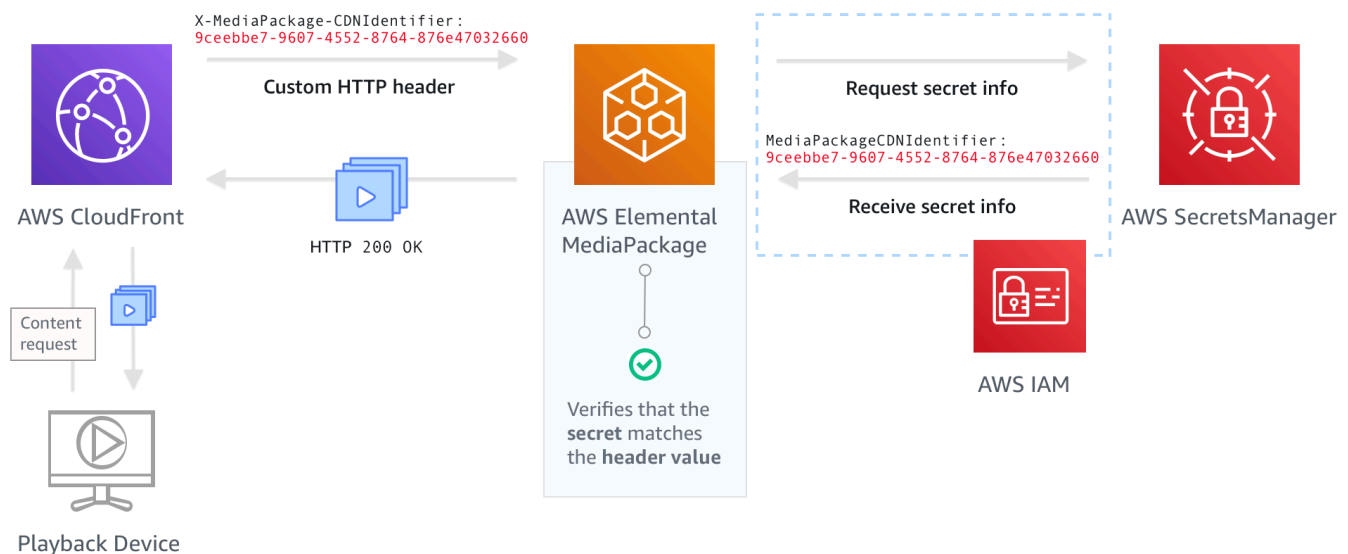 X-MediaPackage-CDNIdentifier:
9ceebbe7-9607-4552-8764-876e47032660
Custom HTTP header
Request secret info
MediaPackageCDNIdentifier:
9ceebbe7-9607-4552-8764-876e47032660
Receive secret info
HTTP 200 OK
AWS CloudFront
AWS Elemental
MediaPackage
AWS SecretsManager
AWS IAM
Content
request
Verifies that the
secret matches
the header value
Playback Device